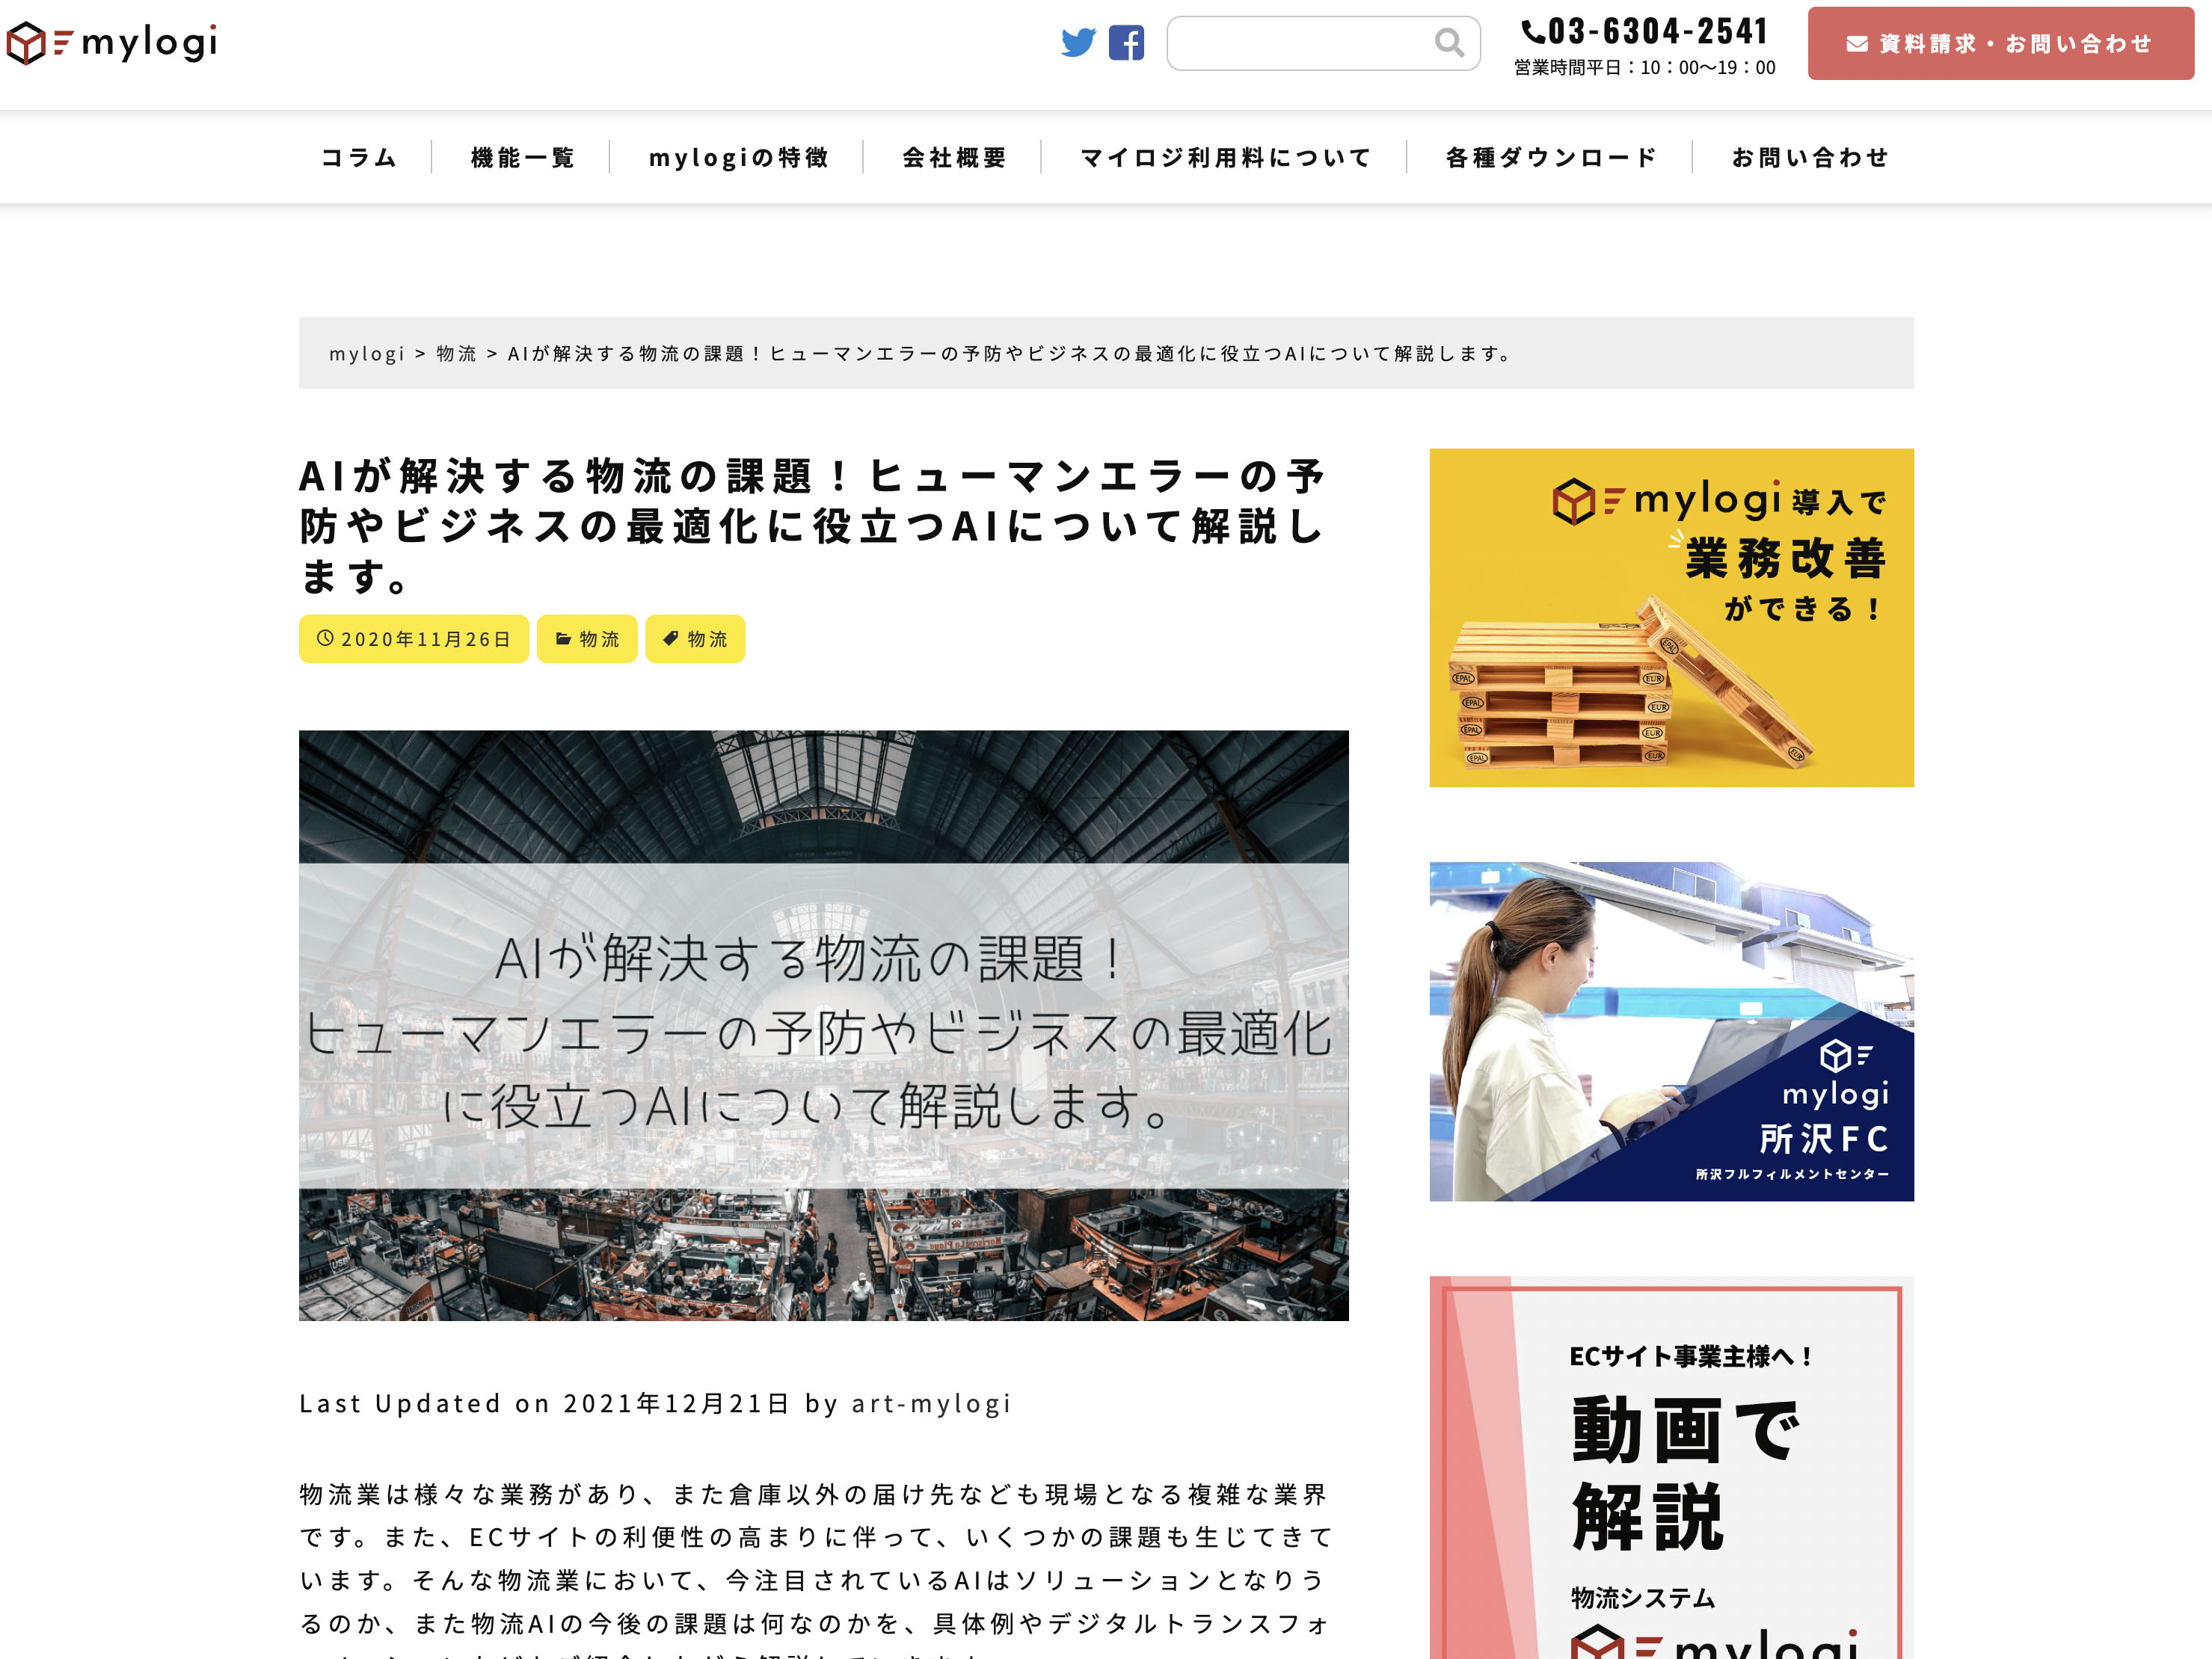 mylogi
03-6304-2541
営業時間平日：10：00〜19：00
資料請求・お問い合わせ
コラム
機能一覧
mylogiの特徴
会社概要
マイロジ利用料について
各種ダウンロード
お問い合わせ
mylogi > 物流 > AIが解決する物流の課題！ヒューマンエラーの予防やビジネスの最適化に役立つAIについて解説します。
AIが解決する物流の課題！ヒューマンエラーの予
防やビジネスの最適化に役立つAIについて解説し
ます。
2020年11月26日
物流
物流
AIが解決する物流の課題！
ヒューマンエラーの予防やビジネスの最適化
に役立つAIについて解説します。
Last Updated on 2021年12月21日 by art-mylogi
物流業は様々な業務があり、また倉庫以外の届け先なども現場となる複雑な業界
です。また、ECサイトの利便性の高まりに伴って、いくつかの課題も生じてきて
います。そんな物流業において、今注目されているAIはソリューションとなりう
るのか、また物流AIの今後の課題は何なのかを、具体例やデジタルトランスフォ
mylogi 導入で
業務改善
ができる！
EPAL
EUR
EPAL
EUR
EPAL
EUR
EPAL
EUR
EPAL
EUR
mylogi
所沢FC
所沢フルフィルメントセンター
ECサイト事業主様へ！
動画で
解説
物流システム
mylogi